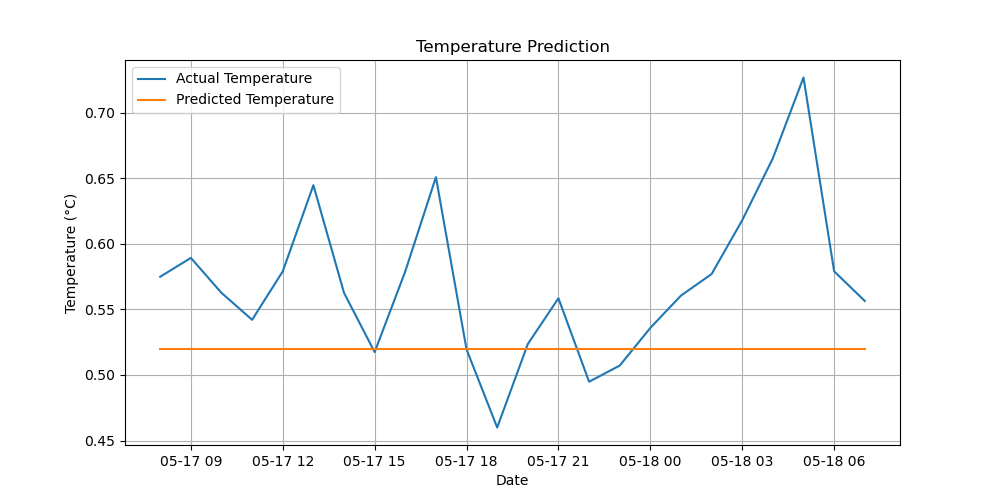 Temperature Prediction
Actual Temperature
Predicted Temperature
Temperature (°C)
0.70
0.65
0.60
0.55
0.50
0.45
05-17 09 05-17 12 05-17 15 05-17 18 05-17 21 05-18 00 05-18 03 05-18 06
Date